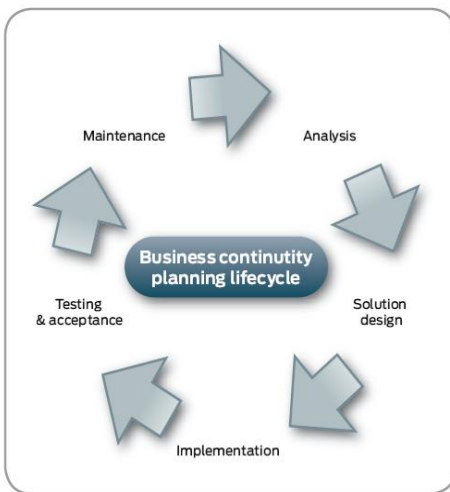 Maintenance
Analysis
Business continutity
planning lifecycle
Testing
& acceptance
Solution
design
Implementation